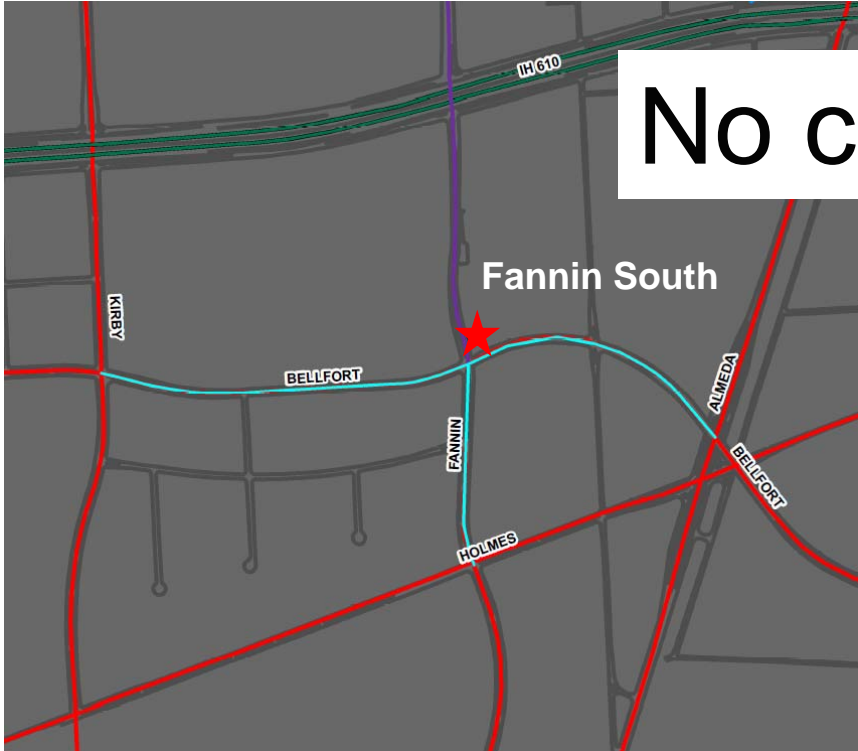 IH 610
No c
Fannin South
KIRBY
BELLFORT
ALMEDA
FANNIN
BELLFORT
HOLMES